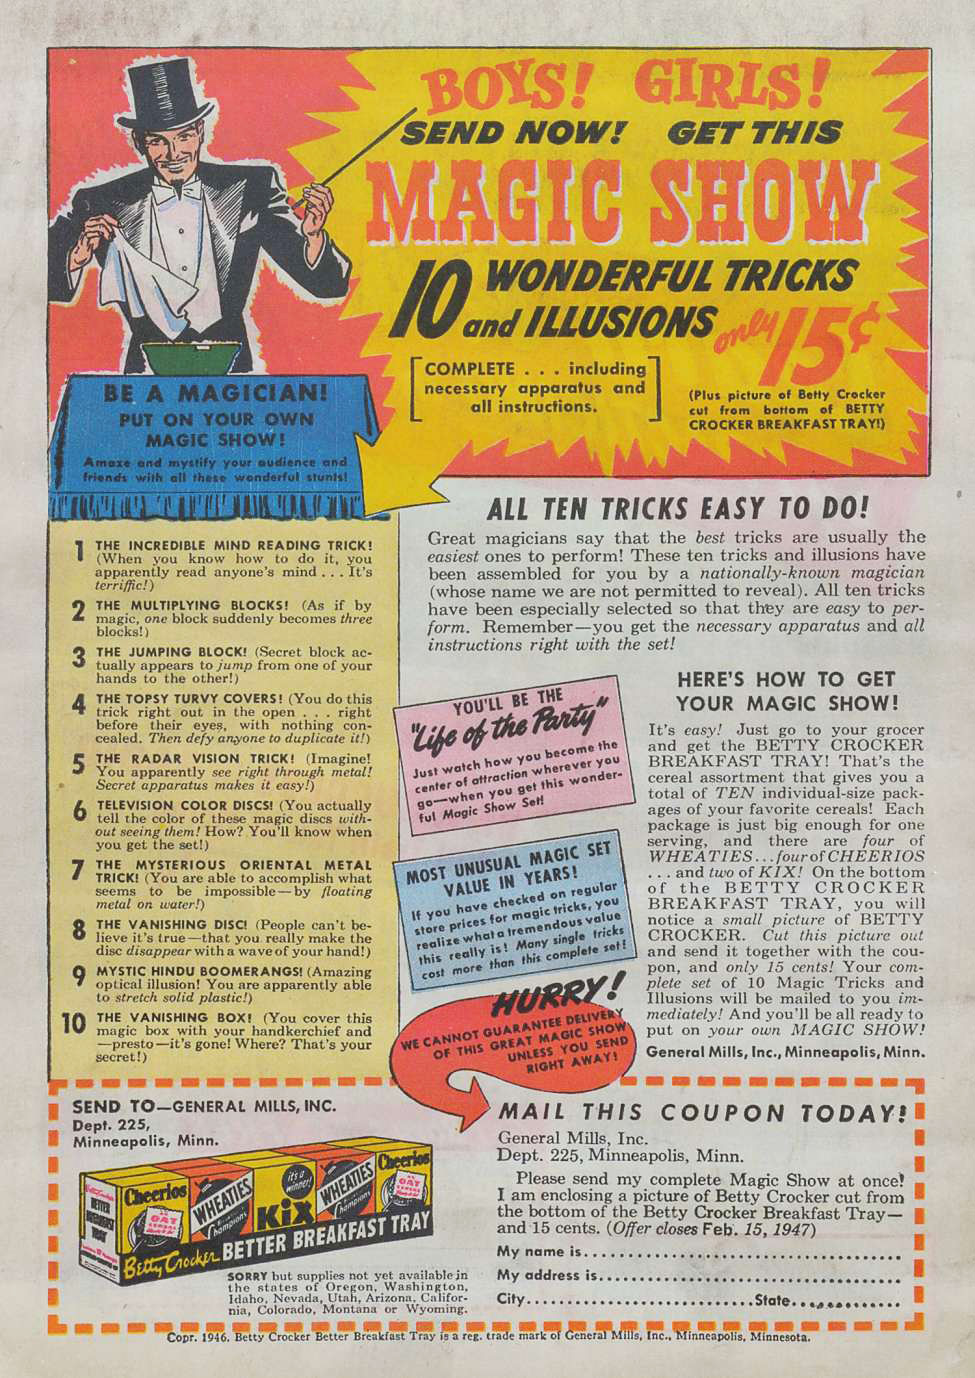 BOYS! GIRLS!
SEND NOW! GET THIS
MAGIC SHOW
10 WONDERFUL TRICKS
and ILLUSIONS
only 15¢
[COMPLETE . . . including
necessary apparatus and
all instructions.]
(Plus picture of Betty Crocker
cut from bottom of BETTY
CROCKER BREAKFAST TRAY!)
BE A MAGICIAN!
PUT ON YOUR OWN
MAGIC SHOW!
Amaze and mystify your audience and
friends with all these wonderful stunts!
1 THE INCREDIBLE MIND READING TRICK!
(When you know how to do it, you
apparently read anyone's mind . . . It's
terriffic!)
2 THE MULTIPLYING BLOCKS! (As if by
magic, one block suddenly becomes three
blocks!)
3 THE JUMPING BLOCK! (Secret block ac-
tually appears to jump from one of your
hands to the other!)
4 THE TOPSY TURVY COVERS! (You do this
trick right out in the open . . . right
before their eyes, with nothing con-
cealed. Then defy anyone to duplicate it!)
5 THE RADAR VISION TRICK! (Imagine!
You apparently see right through metal!
Secret apparatus makes it easy!)
6 TELEVISION COLOR DISCS! (You actually
tell the color of these magic discs with-
out seeing them! How? You'll know when
you get the set!)
7 THE MYSTERIOUS ORIENTAL METAL
TRICK! (You are able to accomplish what
seems to be impossible—by floating
metal on water!)
8 THE VANISHING DISC! (People can't be-
lieve it's true—that you really make the
disc disappear with a wave of your hand!)
9 MYSTIC HINDU BOOMERANGS! (Amazing
optical illusion! You are apparently able
to stretch solid plastic!)
10 THE VANISHING BOX! (You cover this
magic box with your handkerchief and
—presto—it's gone! Where? That's your
secret!)
ALL TEN TRICKS EASY TO DO!
Great magicians say that the best tricks are usually the
easiest ones to perform! These ten tricks and illusions have
been assembled for you by a nationally-known magician
(whose name we are not permitted to reveal). All ten tricks
have been especially selected so that they are easy to per-
form. Remember—you get the necessary apparatus and all
instructions right with the set!
YOU'LL BE THE
"Life of the Party"
Just watch how you become the
center of attraction wherever you
go—when you get this wonder-
ful Magic Show Set!
MOST UNUSUAL MAGIC SET
VALUE IN YEARS!
If you have checked on regular
store prices for magic tricks, you
realize what a tremendous value
this really is! Many single tricks
cost more than this complete set!
HURRY!
WE CANNOT GUARANTEE DELIVERY
OF THIS GREAT MAGIC SHOW
UNLESS YOU SEND
RIGHT AWAY!
HERE'S HOW TO GET
YOUR MAGIC SHOW!
It's easy! Just go to your grocer
and get the BETTY CROCKER
BREAKFAST TRAY! That's the
cereal assortment that gives you a
total of TEN individual-size pack-
ages of your favorite cereals! Each
package is just big enough for one
serving, and there are four of
WHEATIES . . . four of CHEERIOS
. . . and two of KIX! On the bottom
of the BETTY CROCKER
BREAKFAST TRAY, you will
notice a small picture of BETTY
CROCKER. Cut this picture out
and send it together with the cou-
pon, and only 15 cents! Your com-
plete set of 10 Magic Tricks and
Illusions will be mailed to you im-
mediately! And you'll be all ready to
put on your own MAGIC SHOW!
General Mills, Inc., Minneapolis, Minn.
SEND TO—GENERAL MILLS, INC.
Dept. 225,
Minneapolis, Minn.
Cheerios WHEATIES it's a winner! KiX WHEATIES Cheerios
Betty Crocker BETTER BREAKFAST TRAY
SORRY but supplies not yet available in
the states of Oregon, Washington,
Idaho, Nevada, Utah, Arizona, Califor-
nia, Colorado, Montana or Wyoming.
MAIL THIS COUPON TODAY!
General Mills, Inc.
Dept. 225, Minneapolis, Minn.
Please send my complete Magic Show at once!
I am enclosing a picture of Betty Crocker cut from
the bottom of the Betty Crocker Breakfast Tray—
and 15 cents. (Offer closes Feb. 15, 1947)
My name is
My address is
City State
Copr. 1946. Betty Crocker Better Breakfast Tray is a reg. trade mark of General Mills, Inc., Minneapolis, Minnesota.